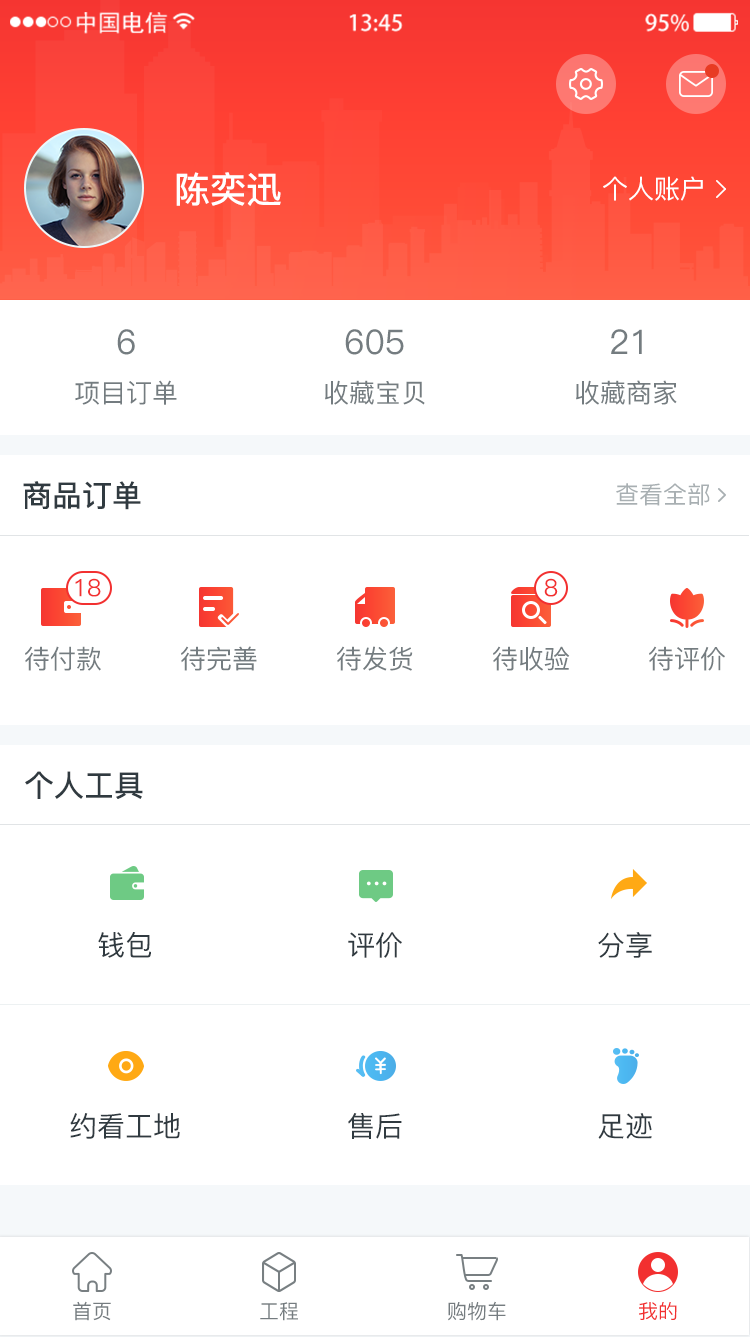 中国电信 13:45 95%
陈奕迅 个人账户
6 605 21
项目订单 收藏宝贝 收藏商家
商品订单 查看全部
18 8
待付款 待完善 待发货 待收验 待评价
个人工具
钱包 评价 分享
¥
约看工地 售后 足迹
首页 工程 购物车 我的